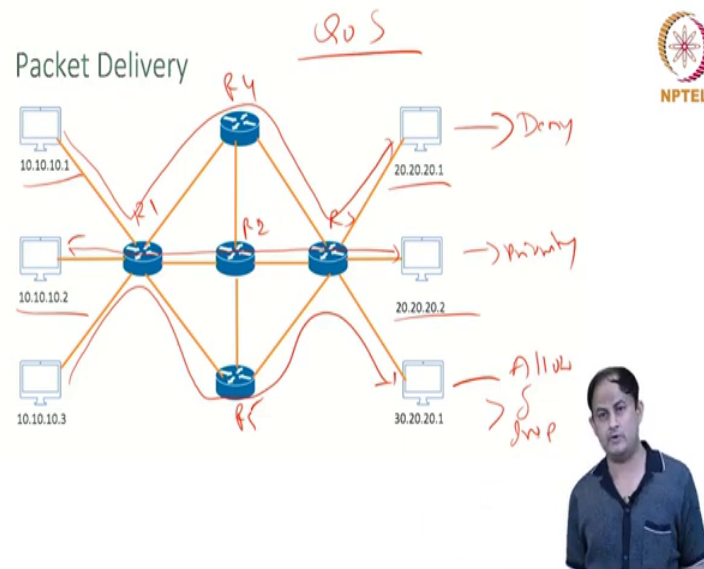 QoS
Packet Delivery
NPTEL
R4
10.10.10.1
20.20.20.1
Deny
R1
R2
R3
10.10.10.2
20.20.20.2
Priority
10.10.10.3
R5
30.20.20.1
Allow
&
Drop